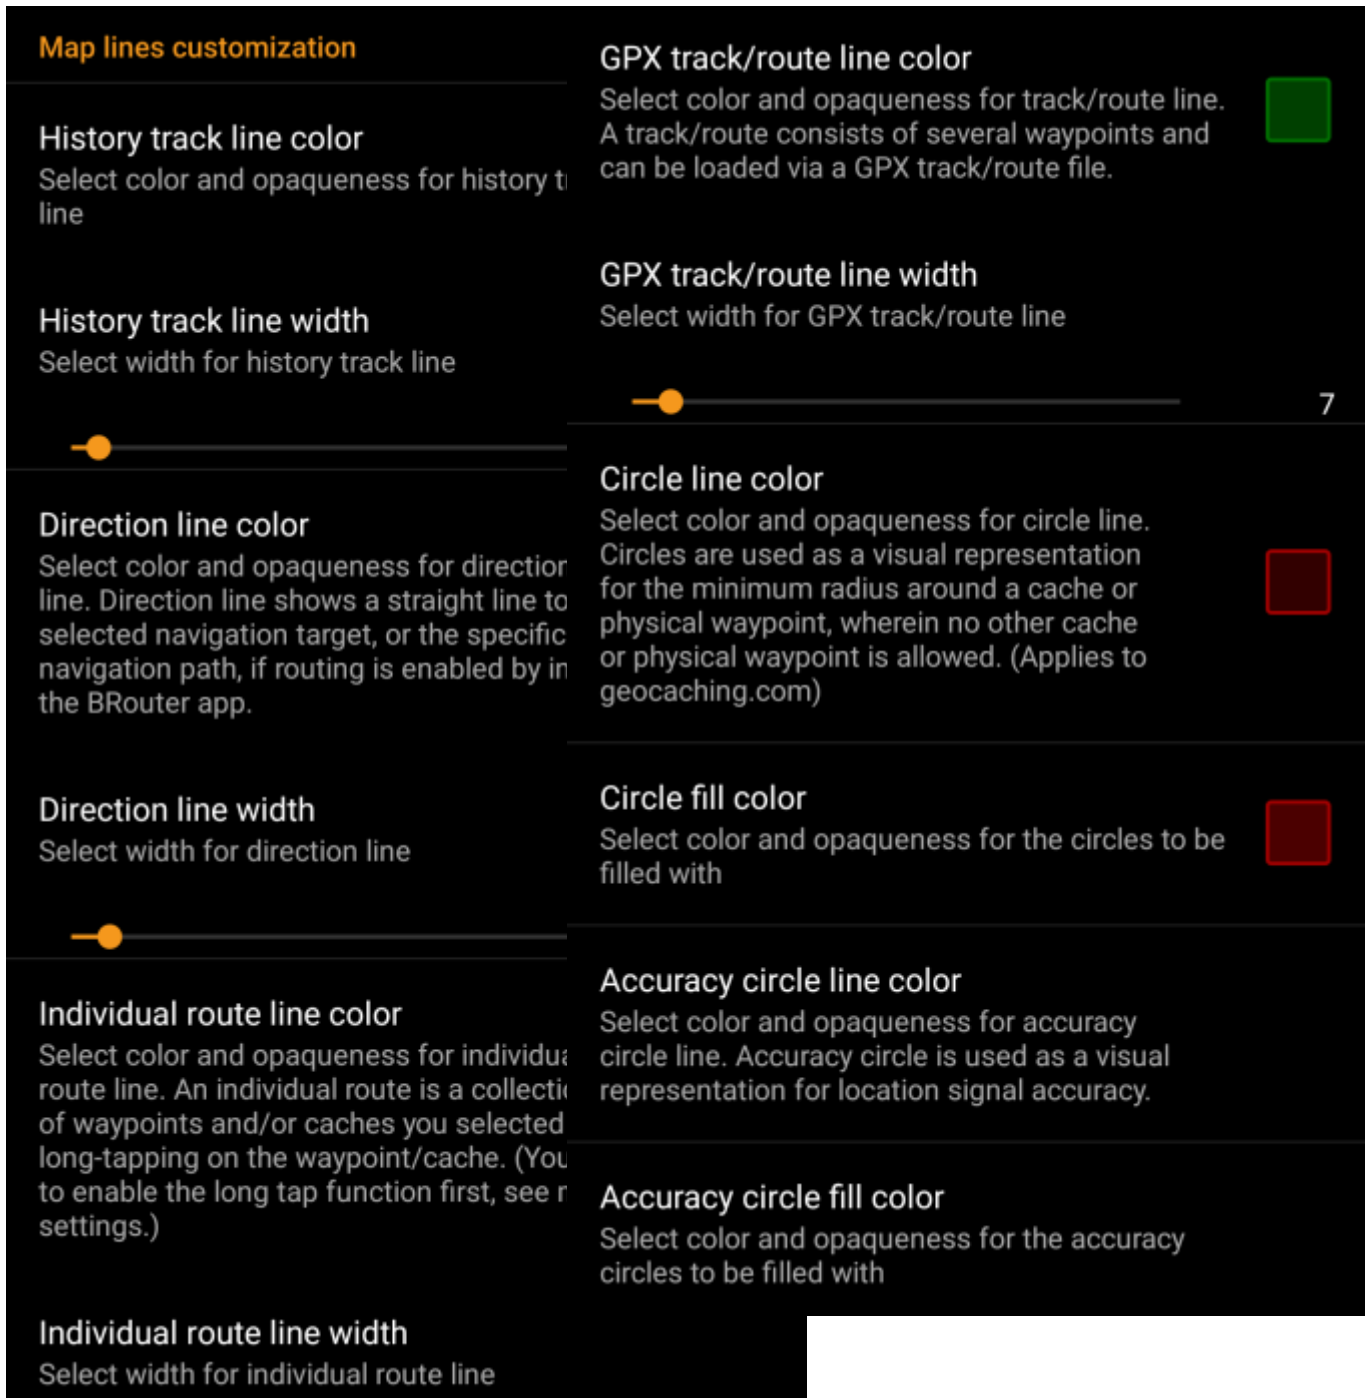 Map lines customization
History track line color
Select color and opaqueness for history
line
History track line width
Select width for history track line
Direction line color
Select color and opaqueness for direction
line. Direction line shows a straight line to
selected navigation target, or the specific
navigation path, if routing is enabled by
the BRouter app.
Direction line width
Select width for direction line
Individual route line color
Select color and opaqueness for
route line. An individual route is a
of waypoints and/or caches you selected
long-tapping on the waypoint/cache. (You
to enable the long tap function first, see
settings.)
Individual route line width
Select width for individual route line
GPX track/route line color
Select color and opaqueness for track/route line.
A track/route consists of several waypoints and
can be loaded via a GPX track/route file.
GPX track/route line width
Select width for GPX track/route line
7
Circle line color
Select color and opaqueness for circle line.
Circles are used as a visual representation
for the minimum radius around a cache or
physical waypoint, wherein no other cache
or physical waypoint is allowed. (Applies to
geocaching.com)
Circle fill color
Select color and opaqueness for the circles to be
filled with
Accuracy circle line color
Select color and opaqueness for accuracy
circle line. Accuracy circle is used as a visual
representation for location signal accuracy.
Accuracy circle fill color
Select color and opaqueness for the accuracy
circles to be filled with